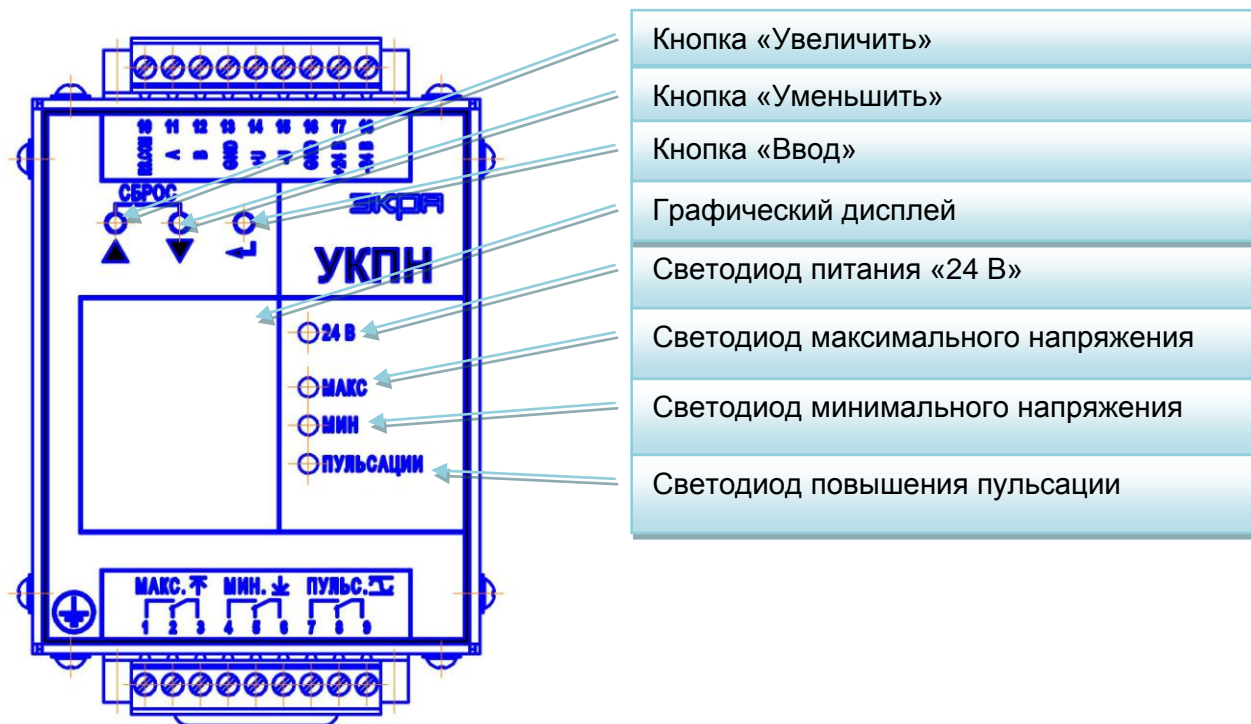 Кнопка «Увеличить»
Кнопка «Уменьшить»
Кнопка «Ввод»
Графический дисплей
Светодиод питания «24 В»
Светодиод максимального напряжения
Светодиод минимального напряжения
Светодиод повышения пульсации
10 11 12 13 14 15 16 17 18
A B GND +U -U GND +24 В -24 В
СБРОС
ЭКРА
УКПН
24 В
МАКС
МИН
ПУЛЬСАЦИИ
МАКС. МИН. ПУЛЬС.
1 2 3 4 5 6 7 8 9